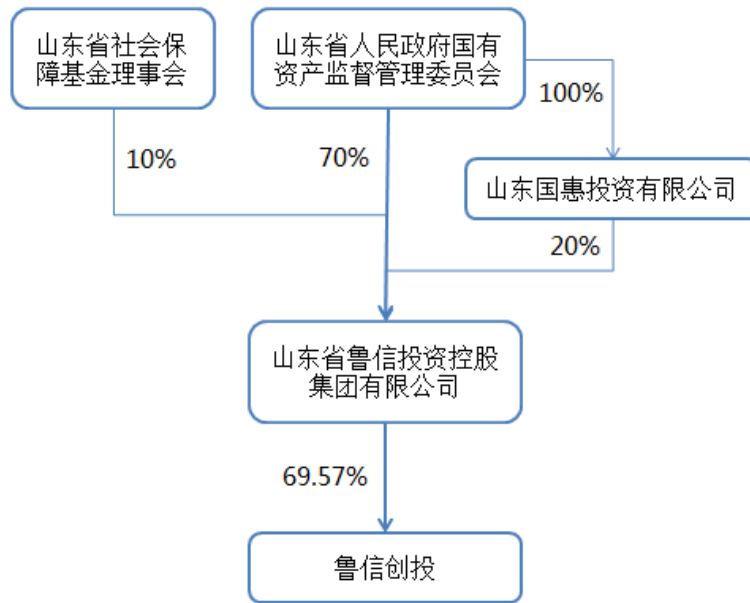 山东省社会保
障基金理事会
山东省人民政府国有
资产监督管理委员会
100%
10%
70%
山东国惠投资有限公司
20%
山东省鲁信投资控股
集团有限公司
69.57%
鲁信创投